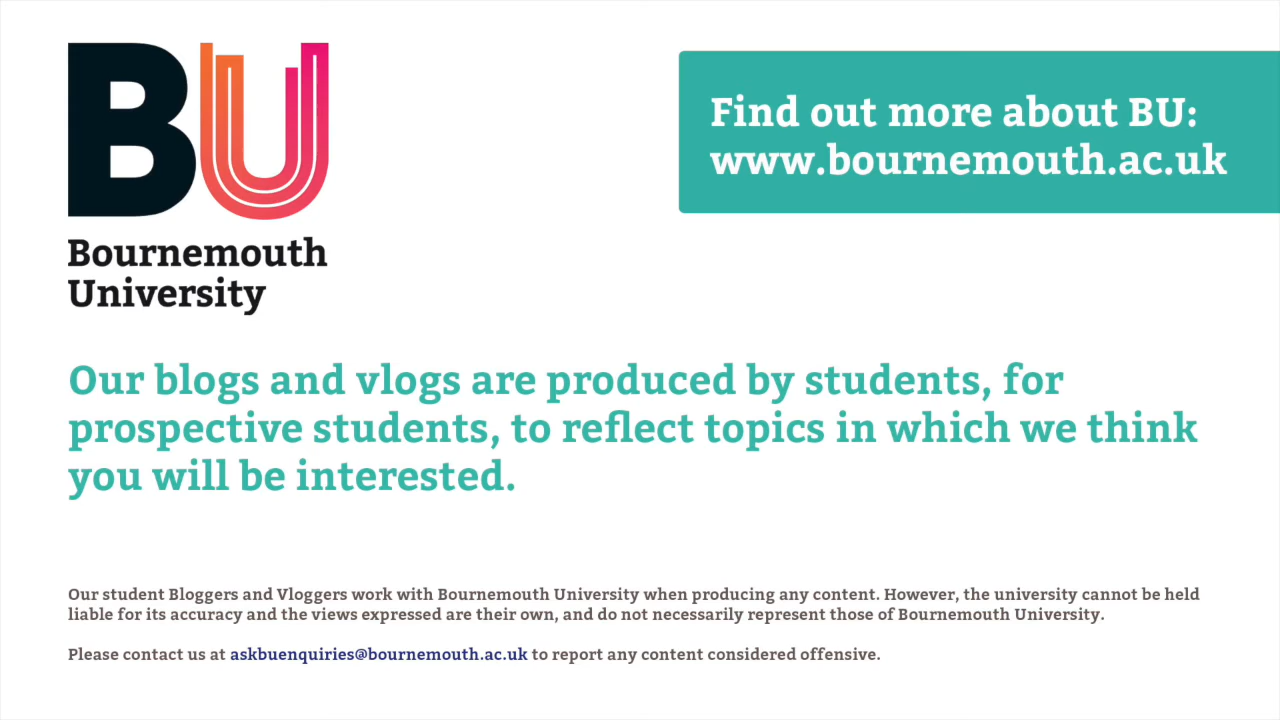 BU
Bournemouth
University
Find out more about BU:
www.bournemouth.ac.uk
Our blogs and vlogs are produced by students, for
prospective students, to reflect topics in which we think
you will be interested.
Our student Bloggers and Vloggers work with Bournemouth University when producing any content. However, the university cannot be held
liable for its accuracy and the views expressed are their own, and do not necessarily represent those of Bournemouth University.
Please contact us at askbuenquiries@bournemouth.ac.uk to report any content considered offensive.